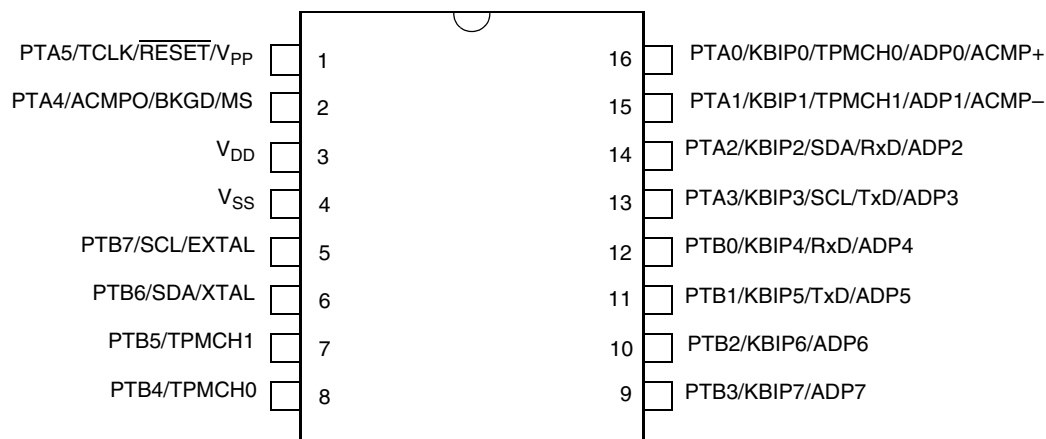 PTA5/TCLK/RESET/VPP 1 16 PTA0/KBIP0/TPMCH0/ADP0/ACMP+
PTA4/ACMPO/BKGD/MS 2 15 PTA1/KBIP1/TPMCH1/ADP1/ACMP–
VDD 3 14 PTA2/KBIP2/SDA/RxD/ADP2
VSS 4 13 PTA3/KBIP3/SCL/TxD/ADP3
PTB7/SCL/EXTAL 5 12 PTB0/KBIP4/RxD/ADP4
PTB6/SDA/XTAL 6 11 PTB1/KBIP5/TxD/ADP5
PTB5/TPMCH1 7 10 PTB2/KBIP6/ADP6
PTB4/TPMCH0 8 9 PTB3/KBIP7/ADP7